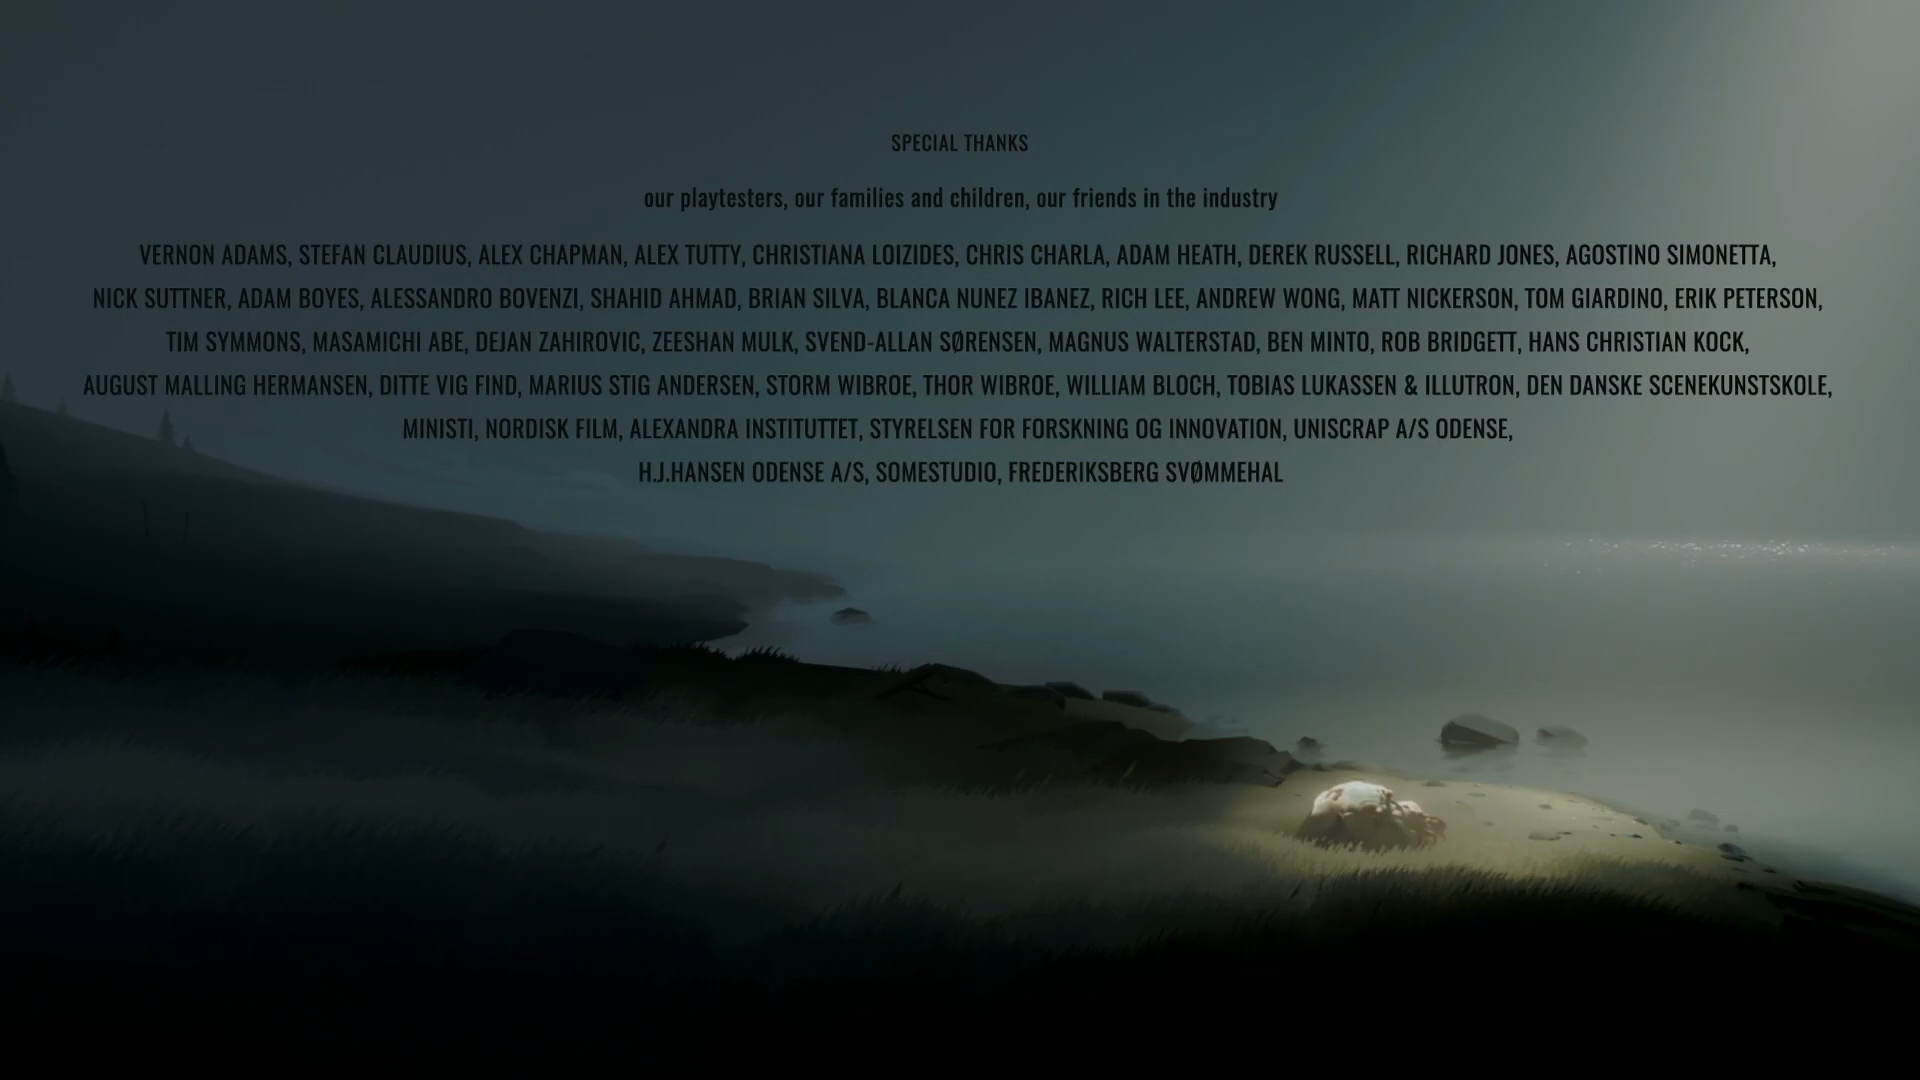 SPECIAL THANKS
our playtesters, our families and children, our friends in the industry
VERNON ADAMS, STEFAN CLAUDIUS, ALEX CHAPMAN, ALEX TUTTY, CHRISTIANA LOIZIDES, CHRIS CHARLA, ADAM HEATH, DEREK RUSSELL, RICHARD JONES, AGOSTINO SIMONETTA,
NICK SUTTNER, ADAM BOYES, ALESSANDRO BOVENZI, SHAHID AHMAD, BRIAN SILVA, BLANCA NUNEZ IBANEZ, RICH LEE, ANDREW WONG, MATT NICKERSON, TOM GIARDINO, ERIK PETERSON,
TIM SYMMONS, MASAMICHI ABE, DEJAN ZAHIROVIC, ZEESHAN MULK, SVEND-ALLAN SØRENSEN, MAGNUS WALTERSTAD, BEN MINTO, ROB BRIDGETT, HANS CHRISTIAN KOCK,
AUGUST MALLING HERMANSEN, DITTE VIG FIND, MARIUS STIG ANDERSEN, STORM WIBROE, THOR WIBROE, WILLIAM BLOCH, TOBIAS LUKASSEN & ILLUTRON, DEN DANSKE SCENEKUNSTSKOLE,
MINISTI, NORDISK FILM, ALEXANDRA INSTITUTTET, STYRELSEN FOR FORSKNING OG INNOVATION, UNISCRAP A/S ODENSE,
H.J.HANSEN ODENSE A/S, SOMESTUDIO, FREDERIKSBERG SVØMMEHAL